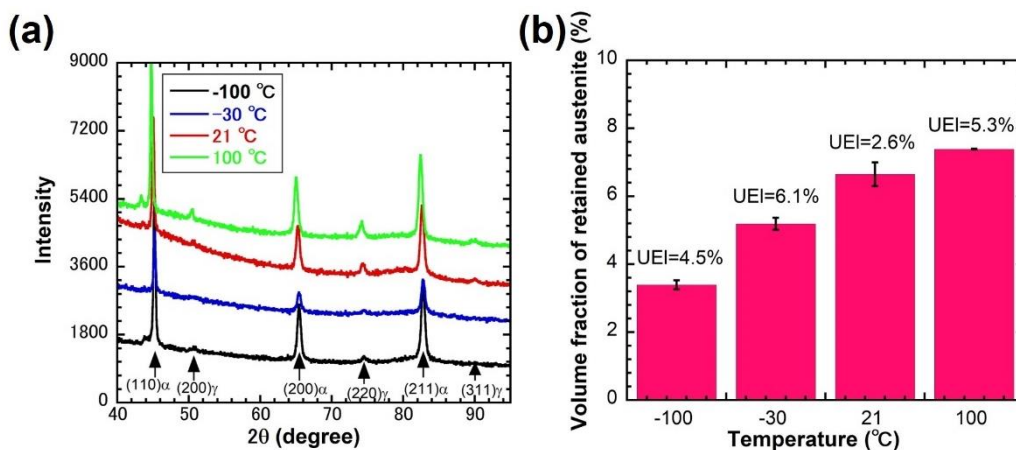 (a)
9000
7200
5400
3600
1800
0
Intensity
-100 ℃
−30 ℃
21 ℃
100 ℃
(110)α
(200)γ
(200)α
(220)γ
(211)α
(311)γ
40
50
60
70
80
90
2θ (degree)
(b)
Volume fraction of retained austenite (%)
10
8
6
4
2
0
UEI=4.5%
UEI=6.1%
UEI=2.6%
UEI=5.3%
-100
-30
21
100
Temperature (℃)